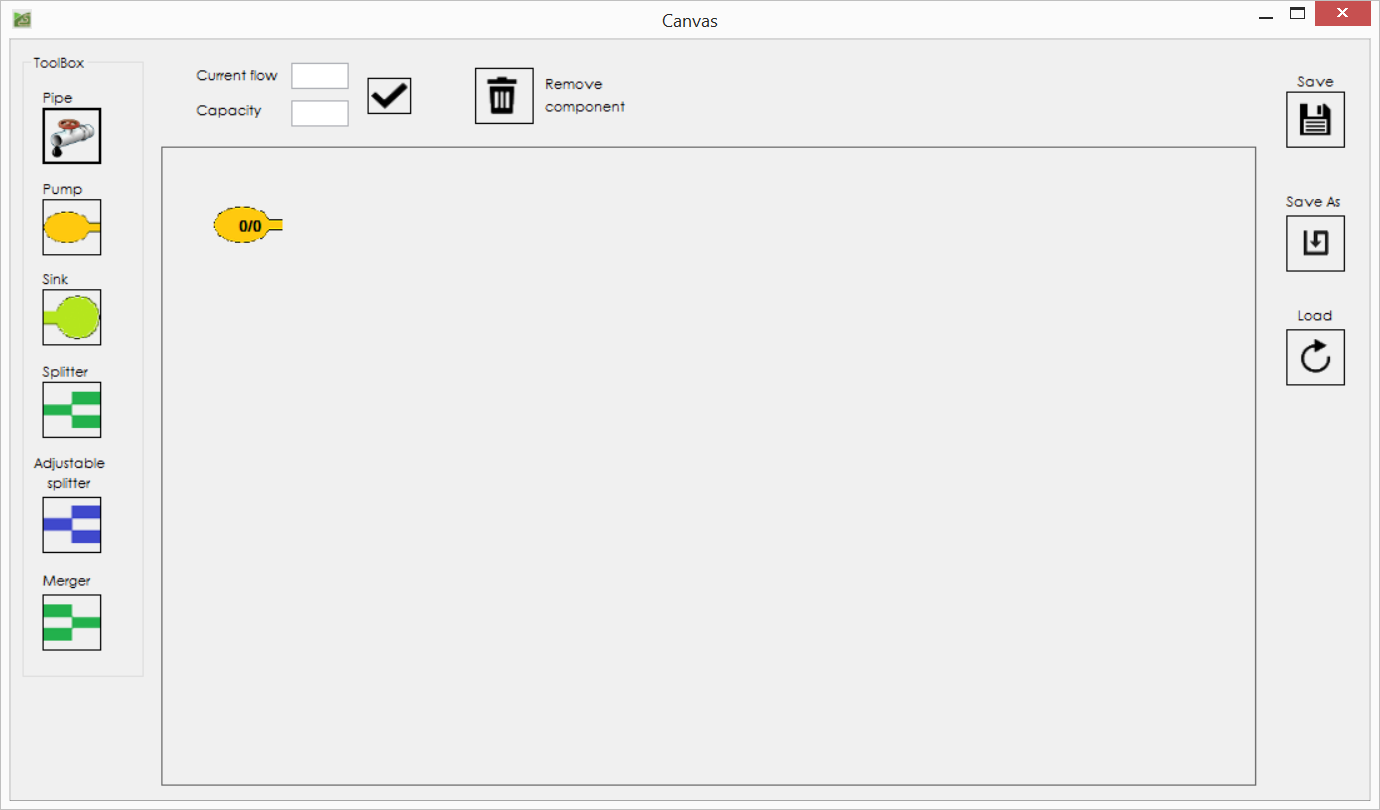 Canvas
ToolBox
Pipe
Pump
Sink
Splitter
Adjustable
splitter
Merger
Current flow
Capacity
Remove
component
0/0
Save
Save As
Load